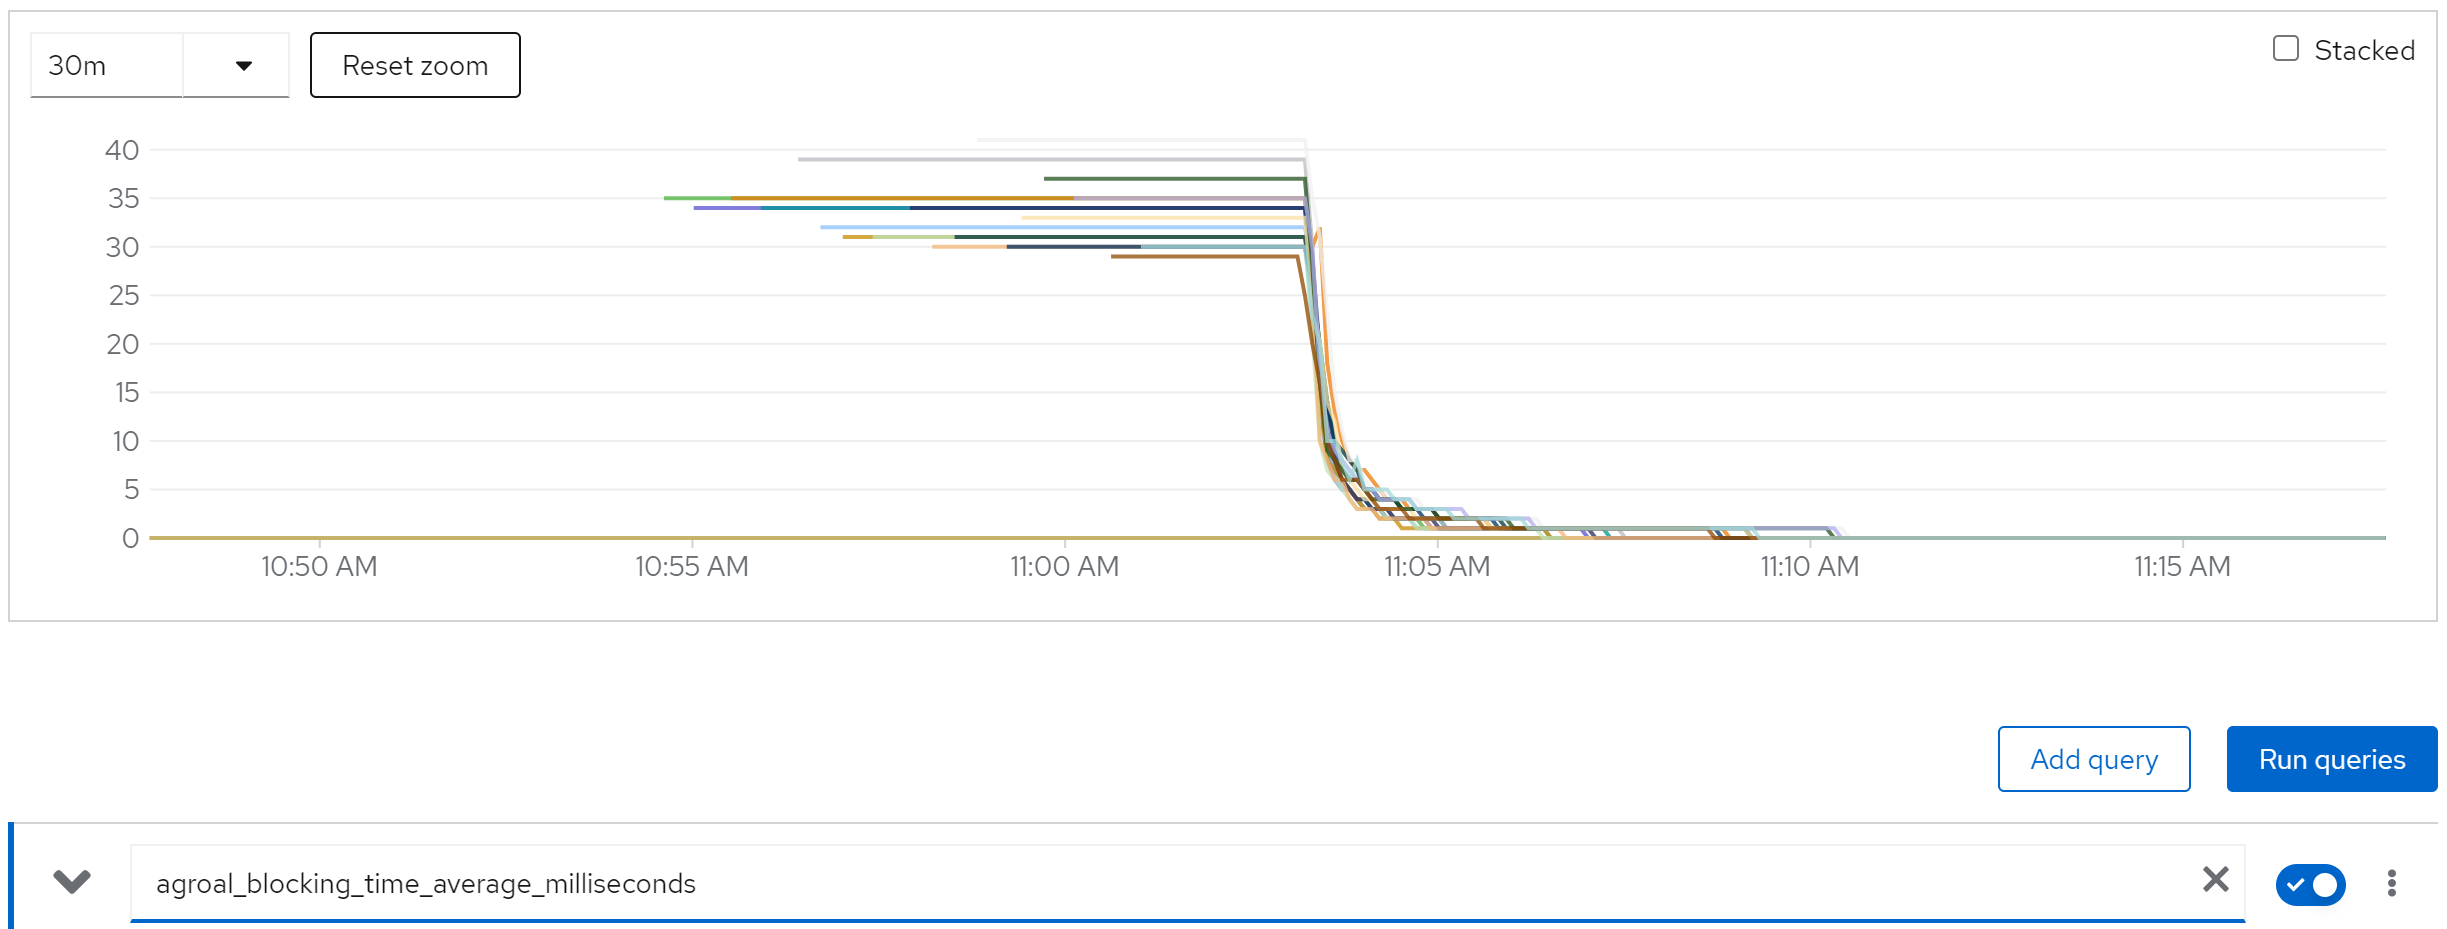 30m
Reset zoom
Stacked
40
35
30
25
20
15
10
5
0
10:50 AM 10:55 AM 11:00 AM 11:05 AM 11:10 AM 11:15 AM
Add query
Run queries
agroal_blocking_time_average_milliseconds